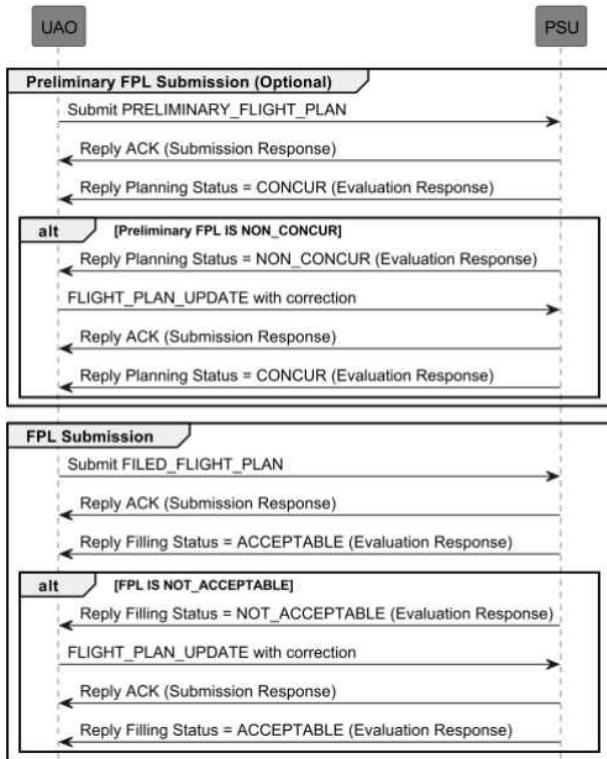 UAO PSU
Preliminary FPL Submission (Optional)
Submit PRELIMINARY_FLIGHT_PLAN
Reply ACK (Submission Response)
Reply Planning Status = CONCUR (Evaluation Response)
alt [Preliminary FPL IS NON_CONCUR]
Reply Planning Status = NON_CONCUR (Evaluation Response)
FLIGHT_PLAN_UPDATE with correction
Reply ACK (Submission Response)
Reply Planning Status = CONCUR (Evaluation Response)
FPL Submission
Submit FILED_FLIGHT_PLAN
Reply ACK (Submission Response)
Reply Filling Status = ACCEPTABLE (Evaluation Response)
alt [FPL IS NOT_ACCEPTABLE]
Reply Filling Status = NOT_ACCEPTABLE (Evaluation Response)
FLIGHT_PLAN_UPDATE with correction
Reply ACK (Submission Response)
Reply Filling Status = ACCEPTABLE (Evaluation Response)